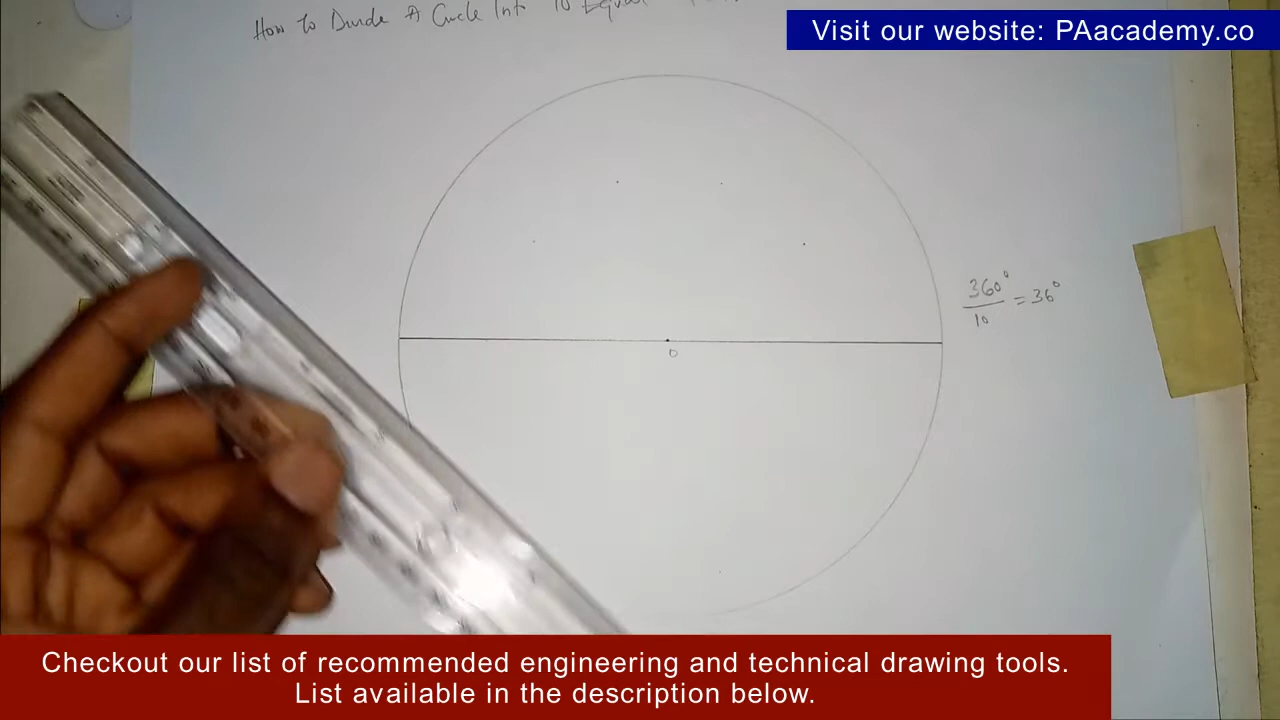 How To Divide A Circle Into 10 Equal
Visit our website: PAacademy.co
360°
10
= 36°
O
Checkout our list of recommended engineering and technical drawing tools.
List available in the description below.